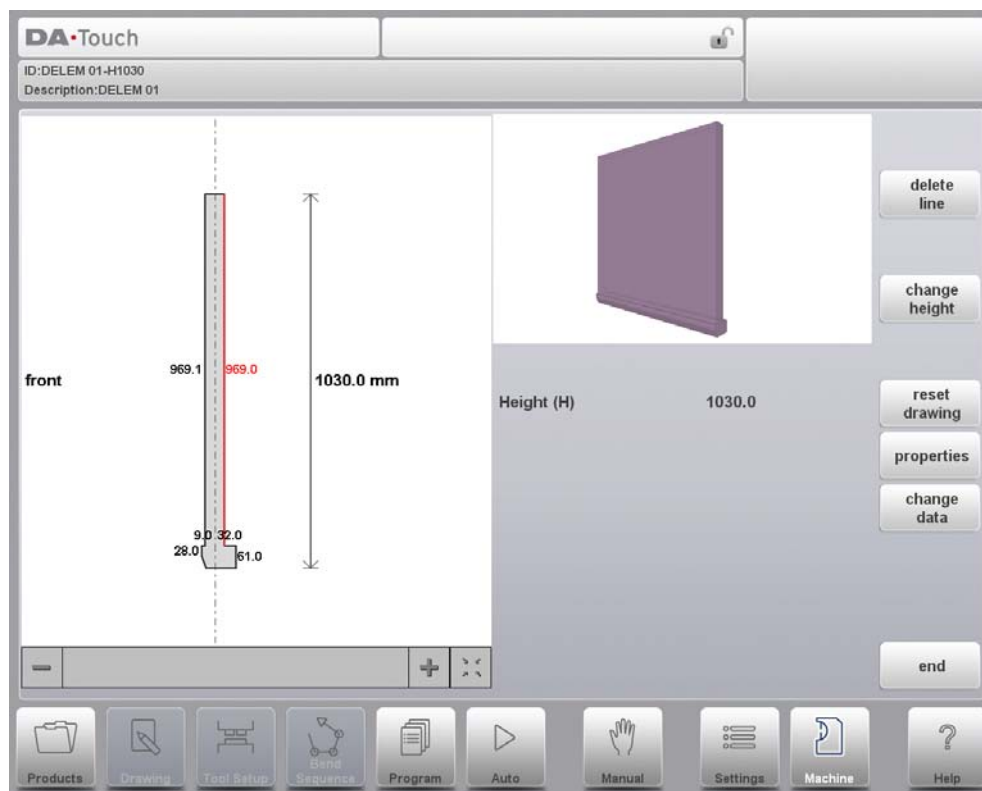 DA•Touch
ID:DELEM 01-H1030
Description:DELEM 01
delete
line
change
height
969.1
969.0
front
1030.0 mm
Height (H)
1030.0
reset
drawing
properties
change
data
9.0
32.0
28.0
61.0
end
Products
Drawing
Tool Setup
Bend
Sequence
Program
Auto
Manual
Settings
Machine
Help